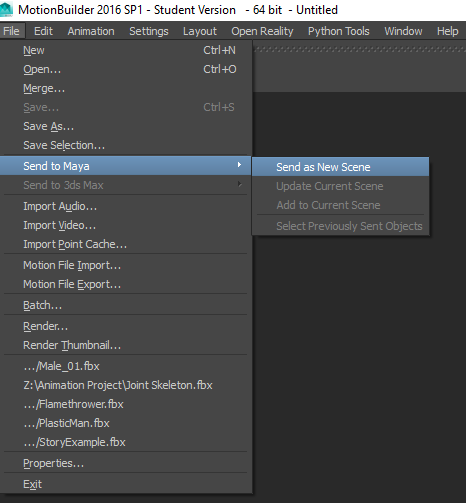 MotionBuilder 2016 SP1 - Student Version   - 64 bit  - Untitled
File Edit Animation Settings Layout Open Reality Python Tools Window Help
New Ctrl+N
Open... Ctrl+O
Merge...
Save... Ctrl+S
Save As...
Save Selection...
Send to Maya
Send as New Scene
Send to 3ds Max
Update Current Scene
Add to Current Scene
Select Previously Sent Objects
Import Audio...
Import Video...
Import Point Cache...
Motion File Import...
Motion File Export...
Batch...
Render...
Render Thumbnail...
.../Male_01.fbx
Z:\Animation Project\Joint Skeleton.fbx
.../Flamethrower.fbx
.../PlasticMan.fbx
.../StoryExample.fbx
Properties...
Exit